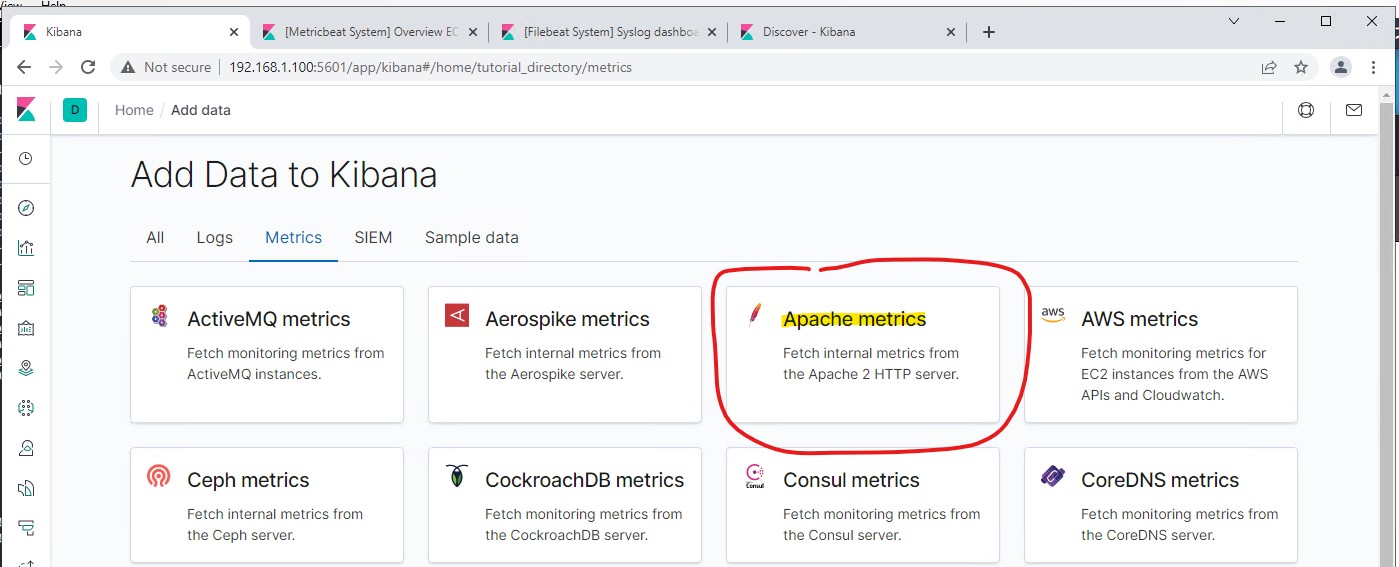 Help
Kibana
[Metricbeat System] Overview EC
[Filebeat System] Syslog dashboa
Discover - Kibana
Not secure
192.168.1.100:5601/app/kibana#/home/tutorial_directory/metrics
D
Home / Add data
Add Data to Kibana
All
Logs
Metrics
SIEM
Sample data
ActiveMQ metrics
Fetch monitoring metrics from
ActiveMQ instances.
Aerospike metrics
Fetch internal metrics from
the Aerospike server.
Apache metrics
Fetch internal metrics from
the Apache 2 HTTP server.
aws
AWS metrics
Fetch monitoring metrics for
EC2 instances from the AWS
APIs and Cloudwatch.
Ceph metrics
Fetch internal metrics from
the Ceph server.
CockroachDB metrics
Fetch monitoring metrics from
the CockroachDB server.
Consul
Consul metrics
Fetch monitoring metrics from
the Consul server.
CoreDNS metrics
Fetch monitoring metrics from
the CoreDNS server.